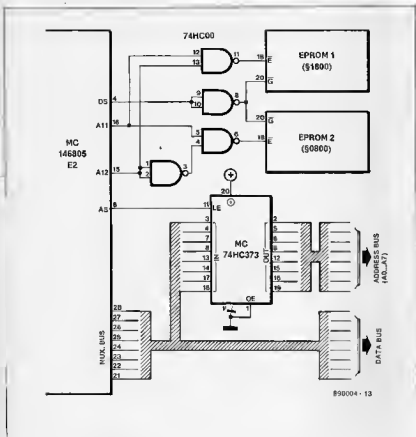 74HC00
12
13
11
18
E
EPROM 1
(§1800)
20
G
DS
4
9
10
8
A11
16
5
4
6
20
G
18
E
EPROM 2
(§0800)
MC
146805
E2
A12
15
1
2
3
20
AS
6
11
LE
3
4
7
8
13
14
17
18
IN
MC
74HC373
OUT
2
5
6
9
12
15
16
19
OE
1
ADDRESS BUS
(A0...A7)
MUX. BUS
28
27
26
25
24
23
22
21
DATA BUS
890004 - 13